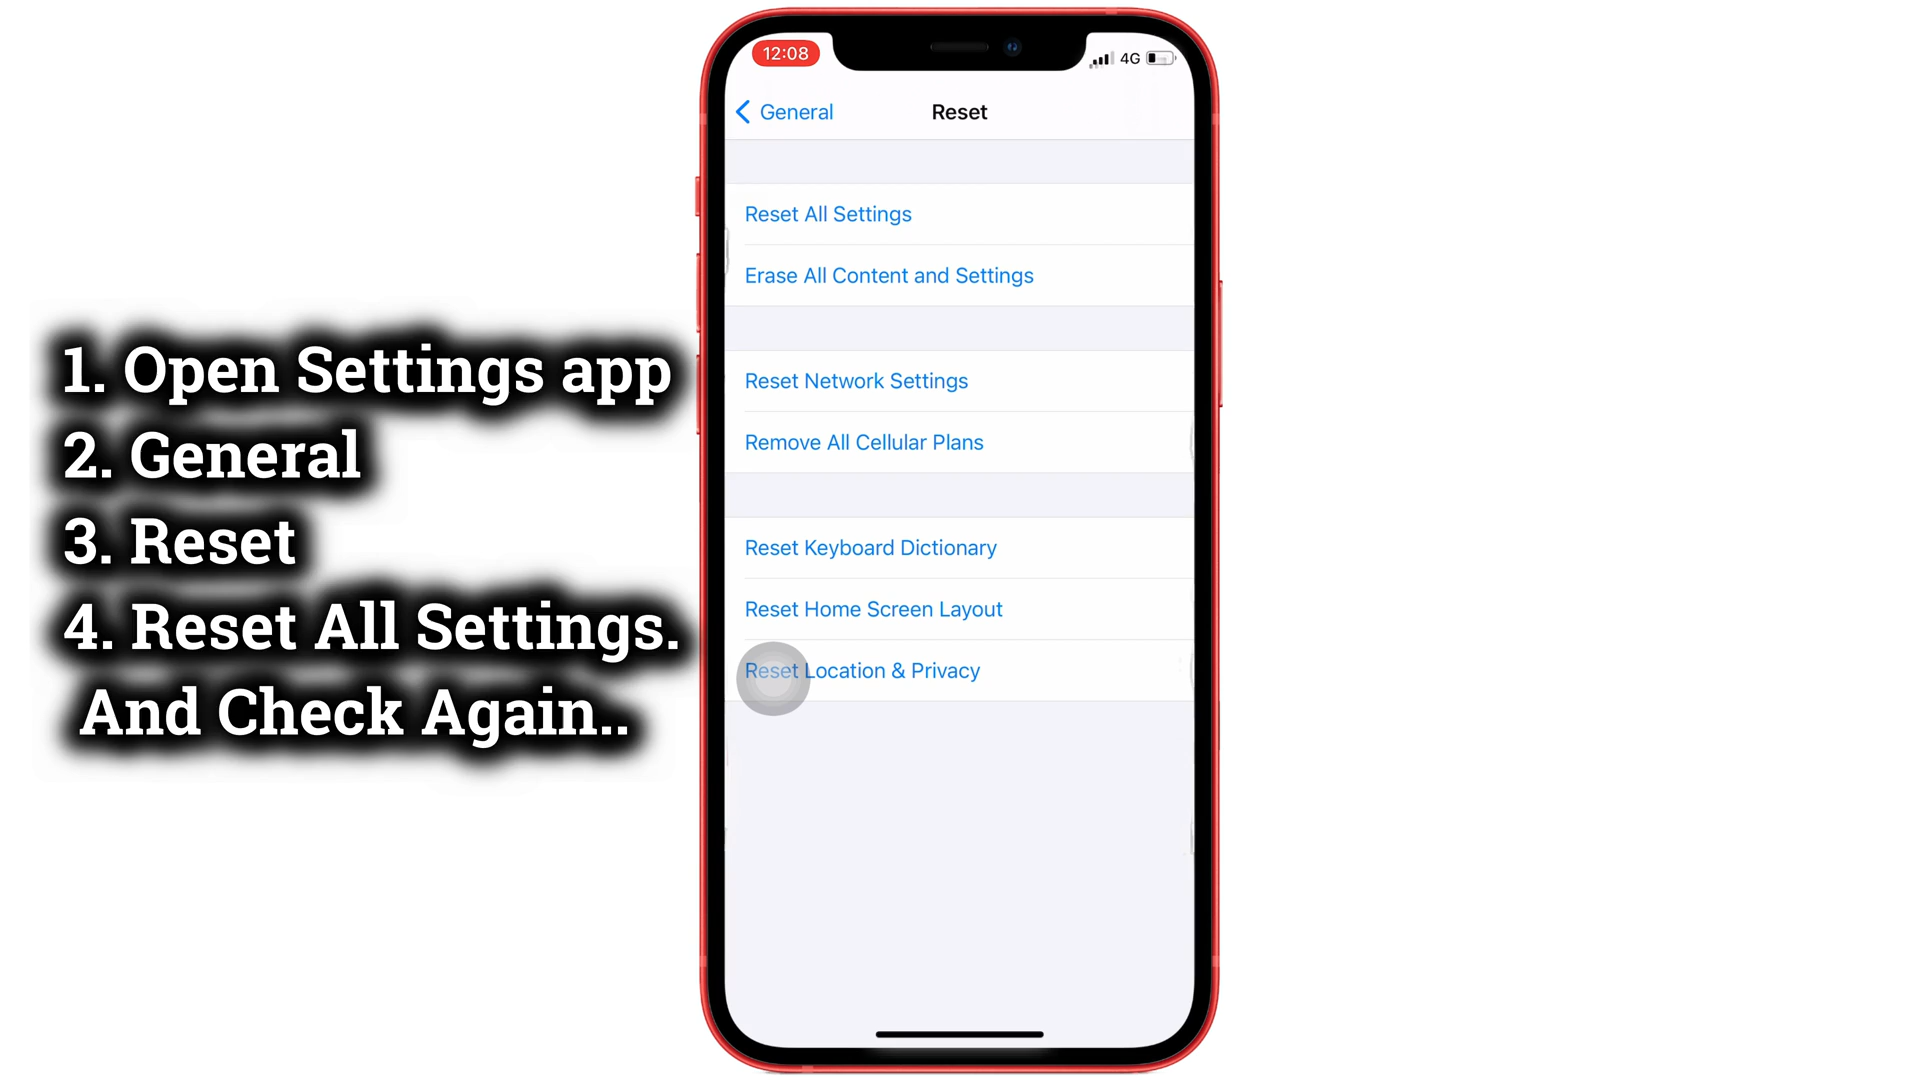 1. Open Settings app
2. General
3. Reset
4. Reset All Settings.
And Check Again..
12:08
4G
General
Reset
Reset All Settings
Erase All Content and Settings
Reset Network Settings
Remove All Cellular Plans
Reset Keyboard Dictionary
Reset Home Screen Layout
Reset Location & Privacy